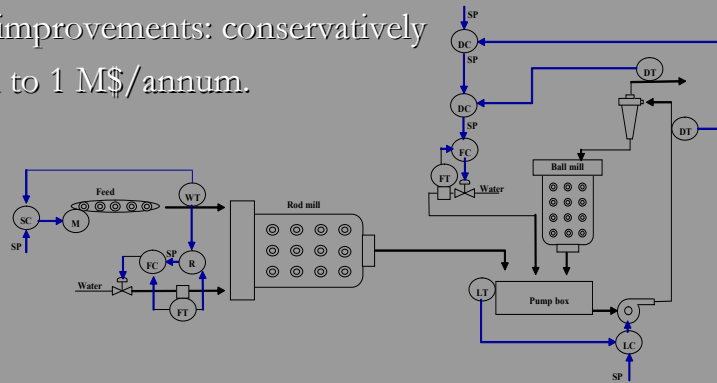 improvements: conservatively
to 1 M$/annum.
SP
DC
SP
DC
SP
FC
FT
Water
DT
DT
Ball mill
Feed
WT
SC
M
SP
Rod mill
SP
FC
R
Water
FT
LT
Pump box
LC
SP